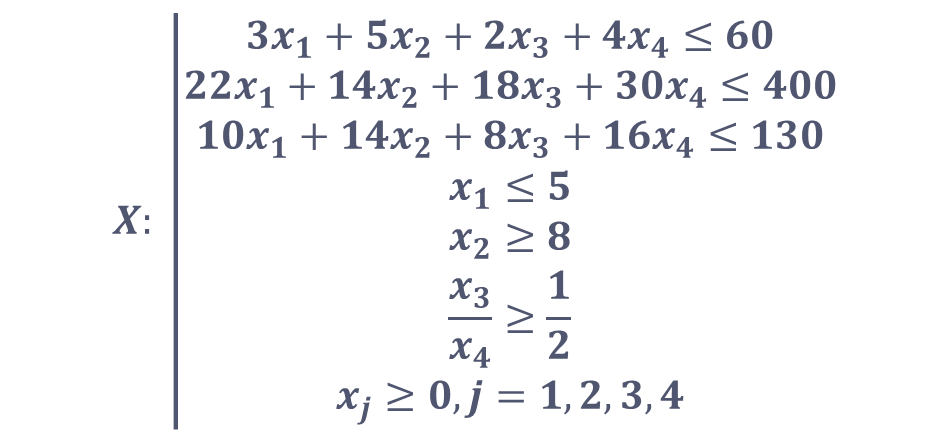 3x₁ + 5x₂ + 2x₃ + 4x₄ ≤ 60
22x₁ + 14x₂ + 18x₃ + 30x₄ ≤ 400
10x₁ + 14x₂ + 8x₃ + 16x₄ ≤ 130
x₁ ≤ 5
X: x₂ ≥ 8
x₃/x₄ ≥ 1/2
xⱼ ≥ 0, j = 1, 2, 3, 4